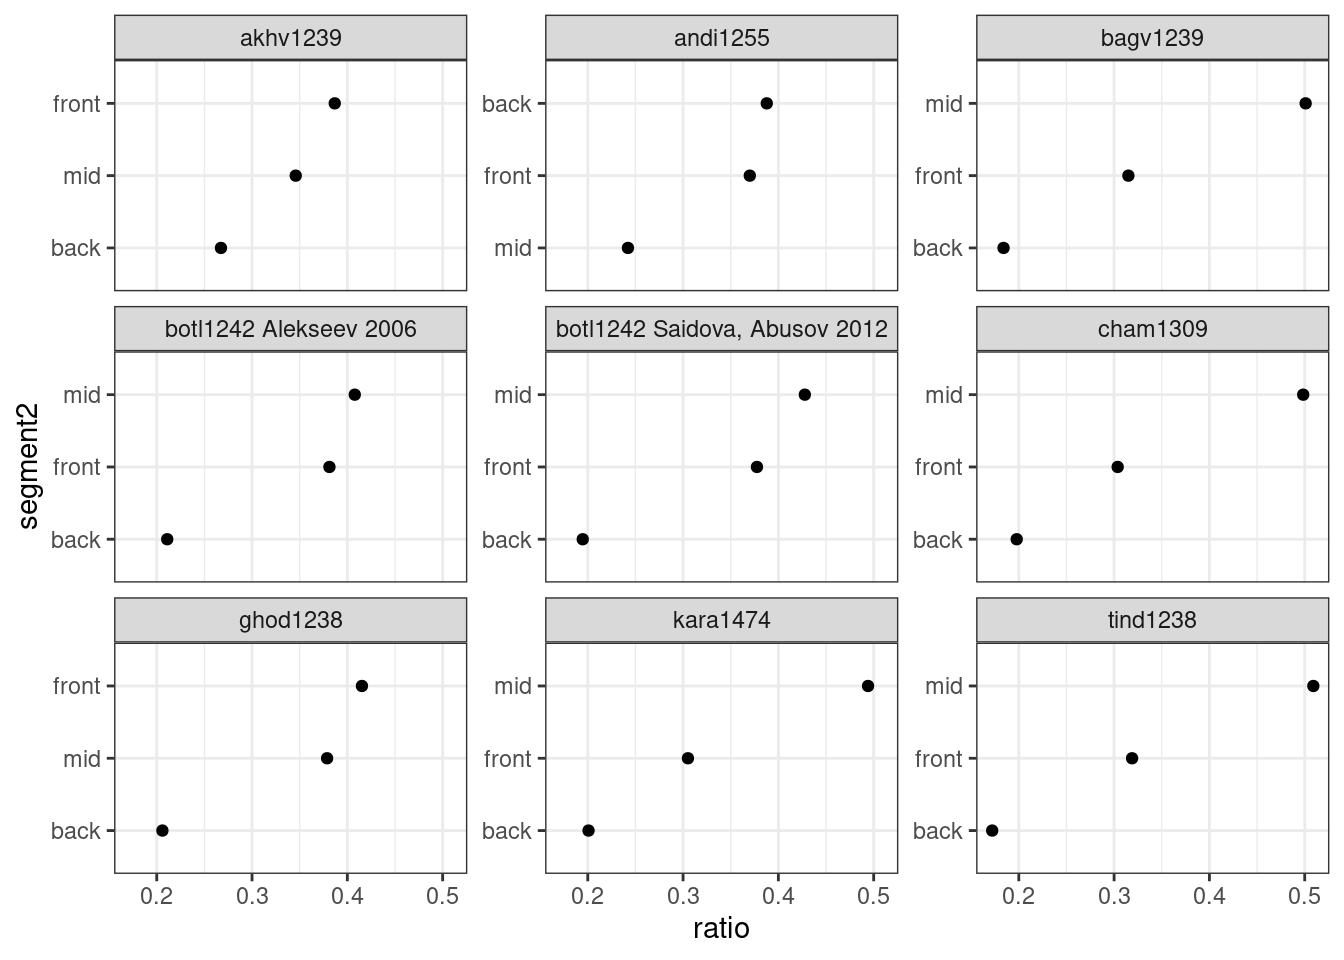 akhv1239 andi1255 bagv1239
front back mid
mid front front
back mid back
botl1242 Alekseev 2006 botl1242 Saidova, Abusov 2012 cham1309
mid mid mid
front front front
back back back
segment2
ghod1238 kara1474 tind1238
front mid mid
mid front front
back back back
0.2 0.3 0.4 0.5 0.2 0.3 0.4 0.5 0.2 0.3 0.4 0.5
ratio